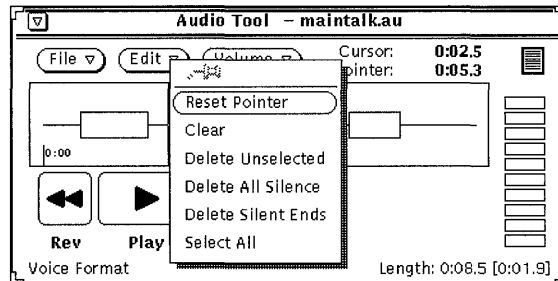 Audio Tool – maintalk.au
File Edit Volume Cursor: 0:02.5
ointer: 0:05.3
Reset Pointer
Clear
0:00
Delete Unselected
Delete All Silence
Delete Silent Ends
Rev Play Select All
Voice Format Length: 0:08.5 [0:01.9]